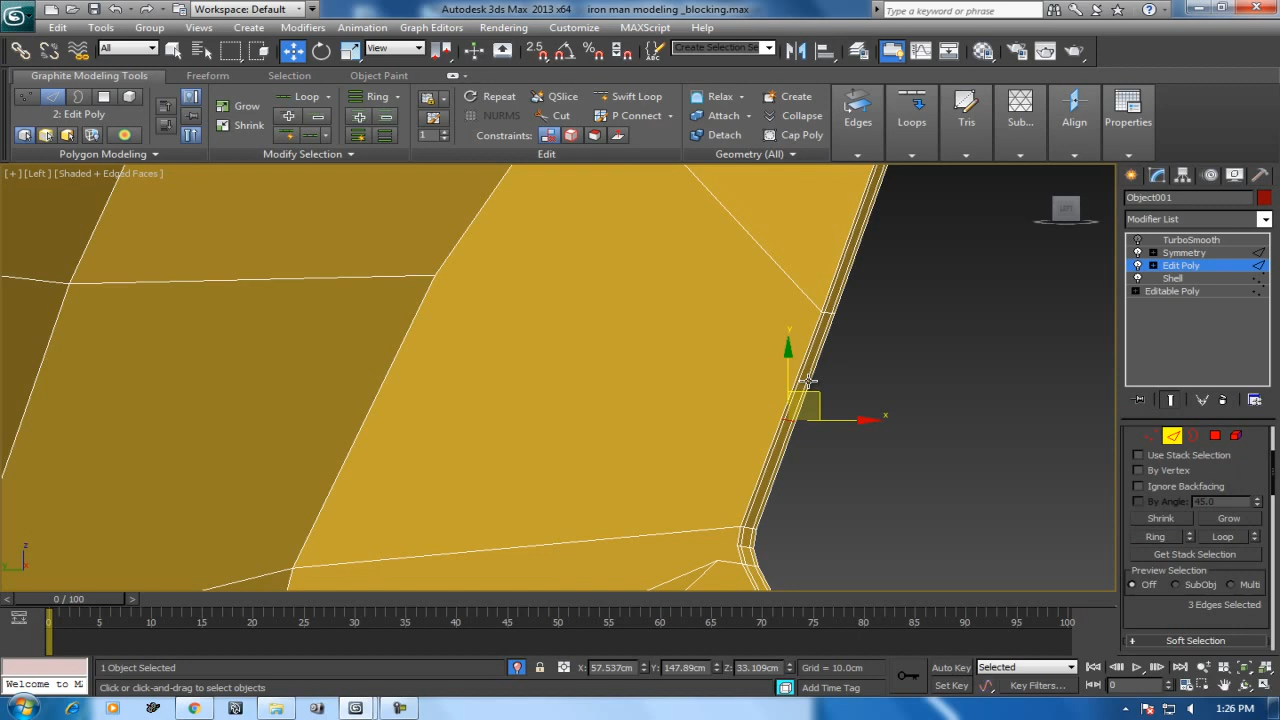 Workspace: Default
Autodesk 3ds Max 2013 x64 iron man modeling _blocking.max
Type a keyword or phrase
Edit Tools Group Views Create Modifiers Animation Graph Editors Rendering Customize MAXScript Help
All
View
2.5
Create Selection Se
Graphite Modeling Tools Freeform Selection Object Paint
2: Edit Poly
Grow
Shrink
Loop
Ring
1
Repeat QSlice Swift Loop
NURMS Cut P Connect
Constraints:
Relax Create
Attach Collapse
Detach Cap Poly
Edges Loops Tris Sub... Align Properties
Polygon Modeling Modify Selection Edit Geometry (All)
[ + ] [ Left ] [ Shaded + Edged Faces ]
LEFT
y
x
z
y
x
Object001
Modifier List
TurboSmooth
Symmetry
Edit Poly
Shell
Editable Poly
Use Stack Selection
By Vertex
Ignore Backfacing
By Angle: 45.0
Shrink Grow
Ring Loop
Get Stack Selection
Preview Selection
Off SubObj Multi
3 Edges Selected
Soft Selection
0 / 100
0 5 10 15 20 25 30 35 40 45 50 55 60 65 70 75 80 85 90 95 100
1 Object Selected
X: 57.537cm Y: 147.89cm Z: 33.109cm Grid = 10.0cm
Auto Key Selected
Welcome to M
Click or click-and-drag to select objects
Add Time Tag
Set Key Key Filters...
0
1:26 PM